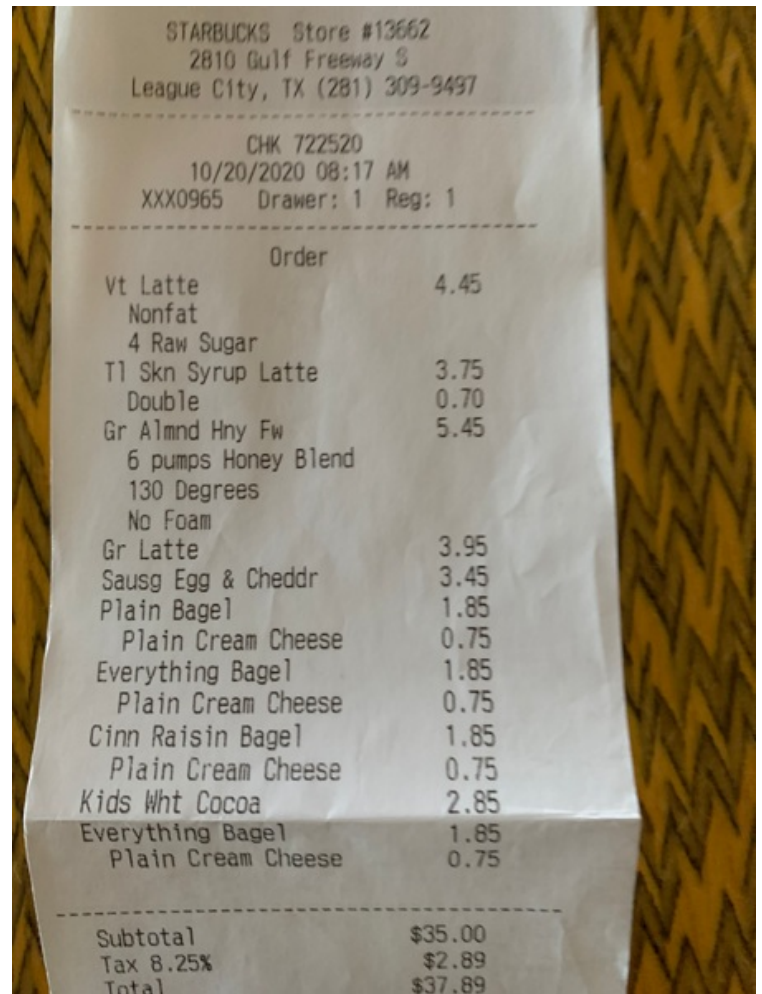 STARBUCKS Store #13662
2810 Gulf Freeway S
League City, TX (281) 309-9497
CHK 722520
10/20/2020 08:17 AM
XXX0965 Drawer: 1 Reg: 1
Order
Vt Latte 4.45
Nonfat
4 Raw Sugar
Tl Skn Syrup Latte 3.75
Double 0.70
Gr Almnd Hny Fw 5.45
6 pumps Honey Blend
130 Degrees
No Foam
Gr Latte 3.95
Sausg Egg & Cheddr 3.45
Plain Bagel 1.85
Plain Cream Cheese 0.75
Everything Bagel 1.85
Plain Cream Cheese 0.75
Cinn Raisin Bagel 1.85
Plain Cream Cheese 0.75
Kids Wht Cocoa 2.85
Everything Bagel 1.85
Plain Cream Cheese 0.75
Subtotal $35.00
Tax 8.25% $2.89
Total $37.89